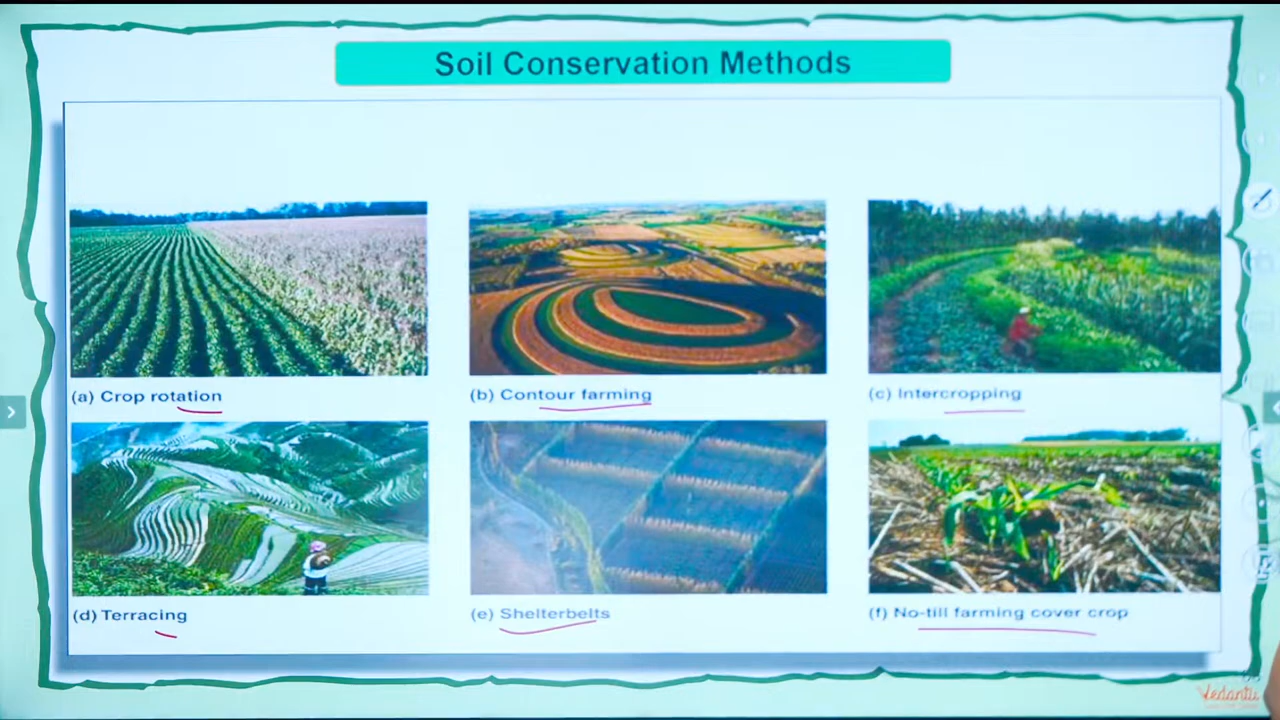 Soil Conservation Methods
(a) Crop rotation
(b) Contour farming
(c) Intercropping
(d) Terracing
(e) Shelterbelts
(f) No-till farming cover crop
Vedantu